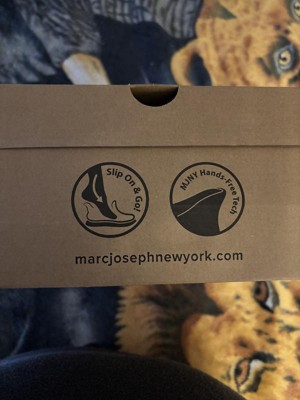 Slip On & Go!
MJNY Hands-Free Tech
marcjosephnewyork.com